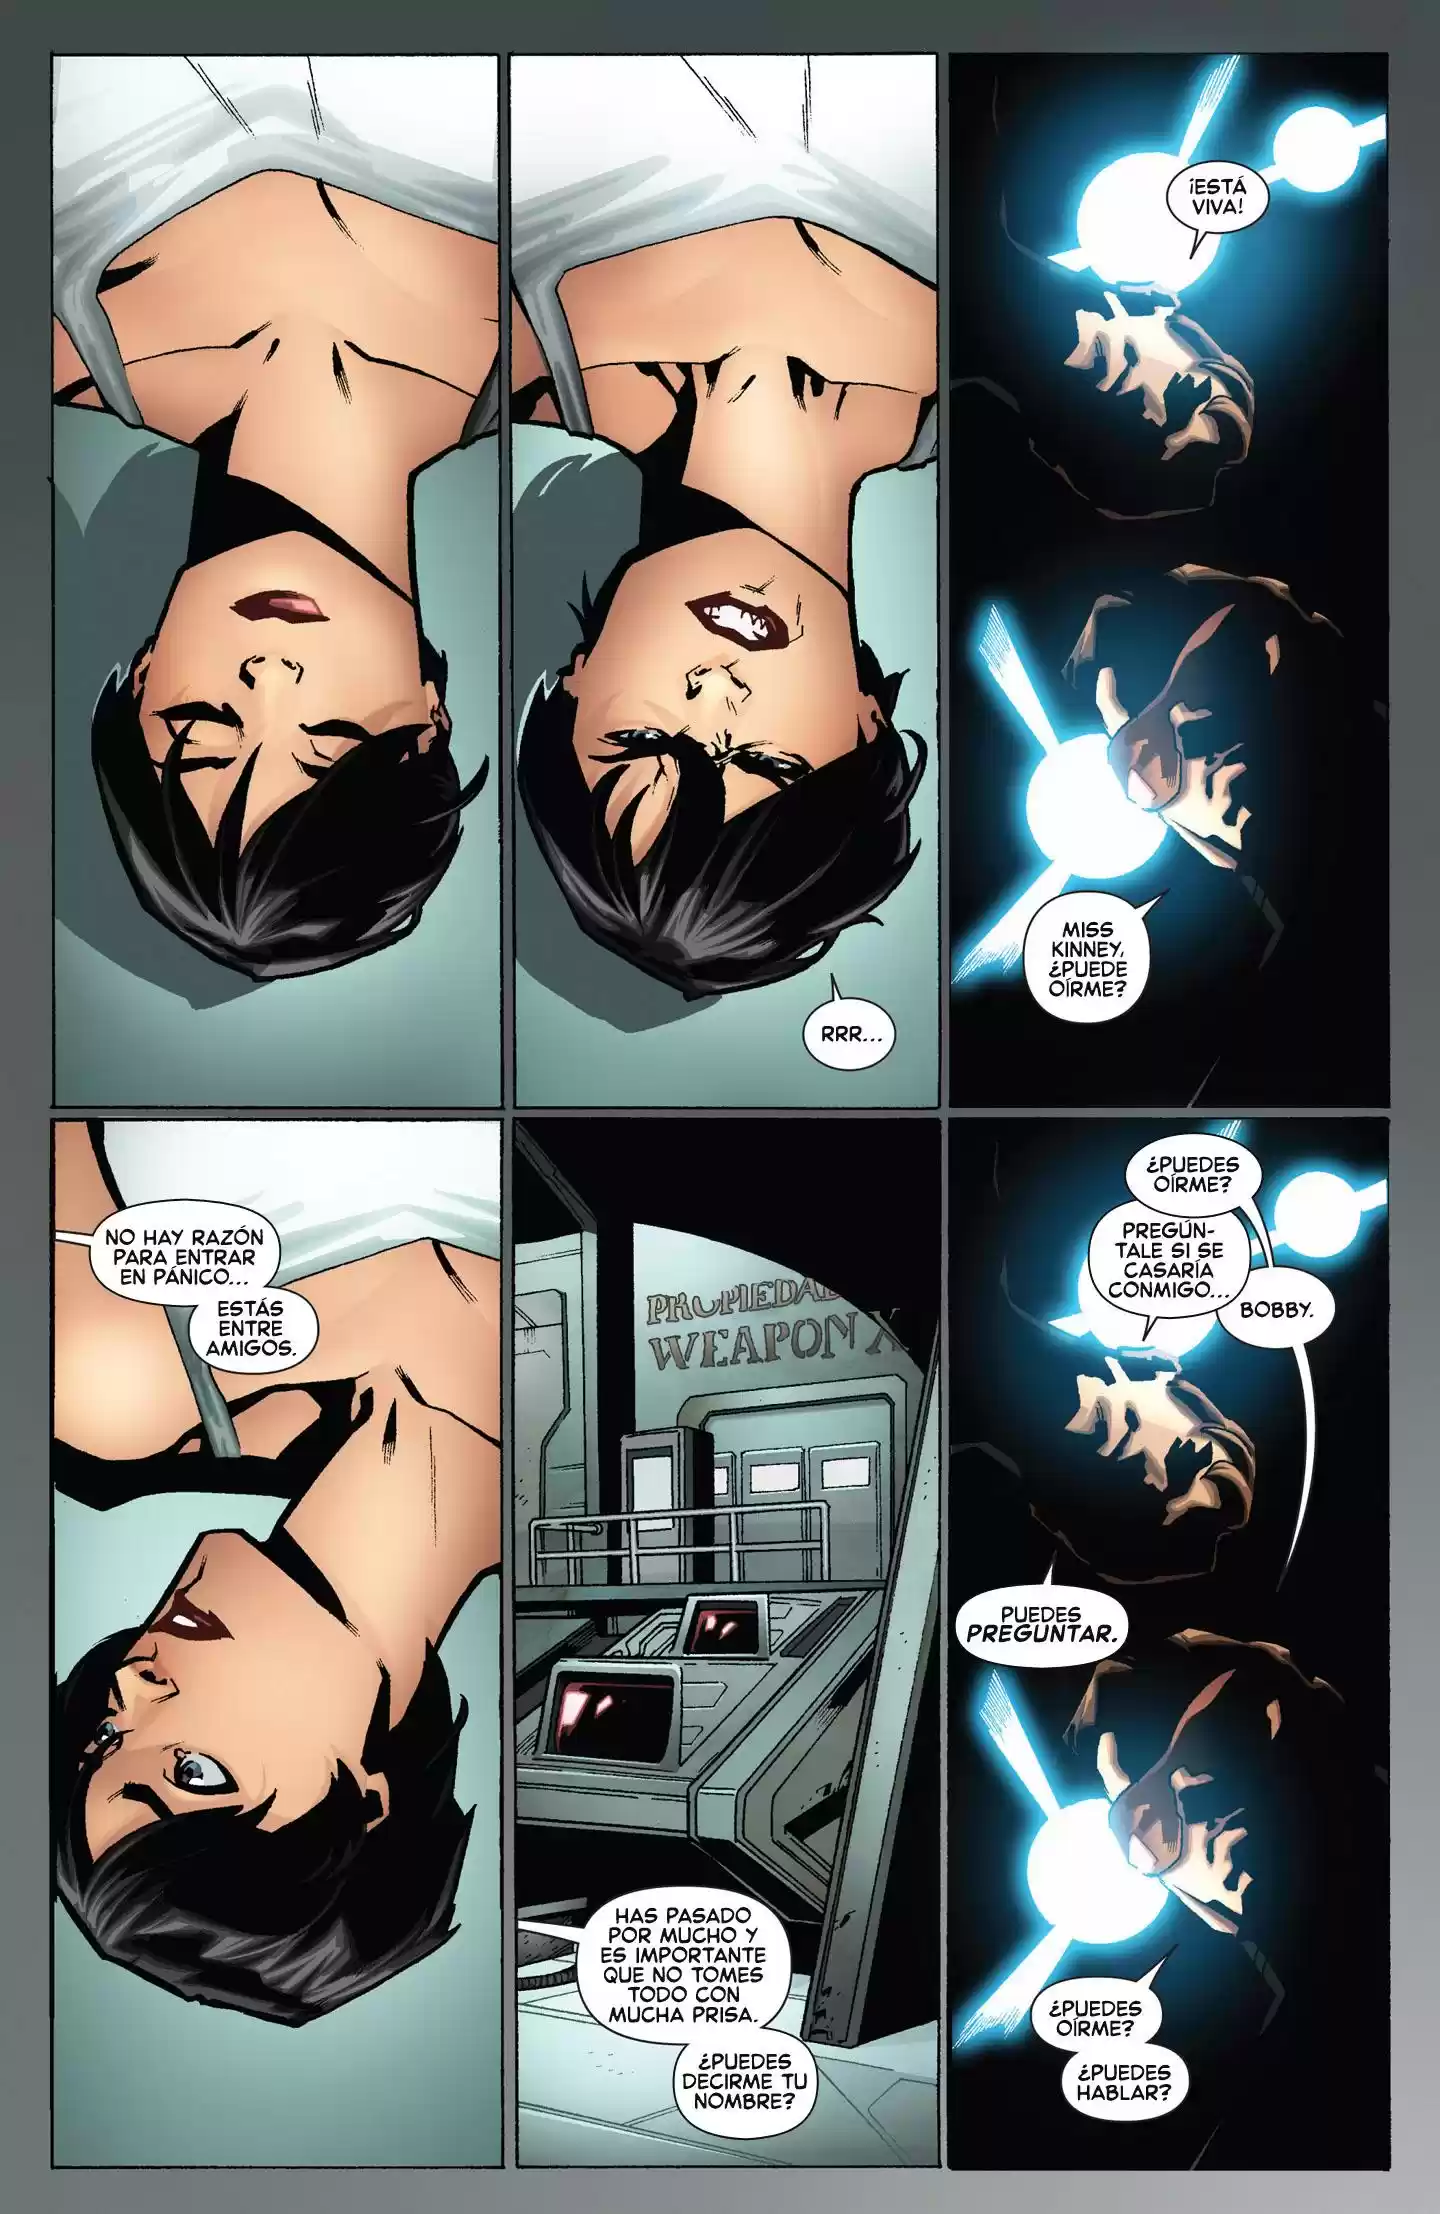 RRR...
¡ESTÁ
VIVA!
MISS
KINNEY,
¿PUEDE
OÍRME?
NO HAY RAZÓN
PARA ENTRAR
EN PÁNICO...
ESTÁS
ENTRE
AMIGOS.
PROPIEDAD
WEAPON X
HAS PASADO
POR MUCHO Y
ES IMPORTANTE
QUE NO TOMES
TODO CON
MUCHA PRISA.
¿PUEDES
DECIRME TU
NOMBRE?
¿PUEDES
OÍRME?
PREGÚN-
TALE SI SE
CASARÍA
CONMIGO...
BOBBY.
PUEDES
PREGUNTAR.
¿PUEDES
OÍRME?
¿PUEDES
HABLAR?